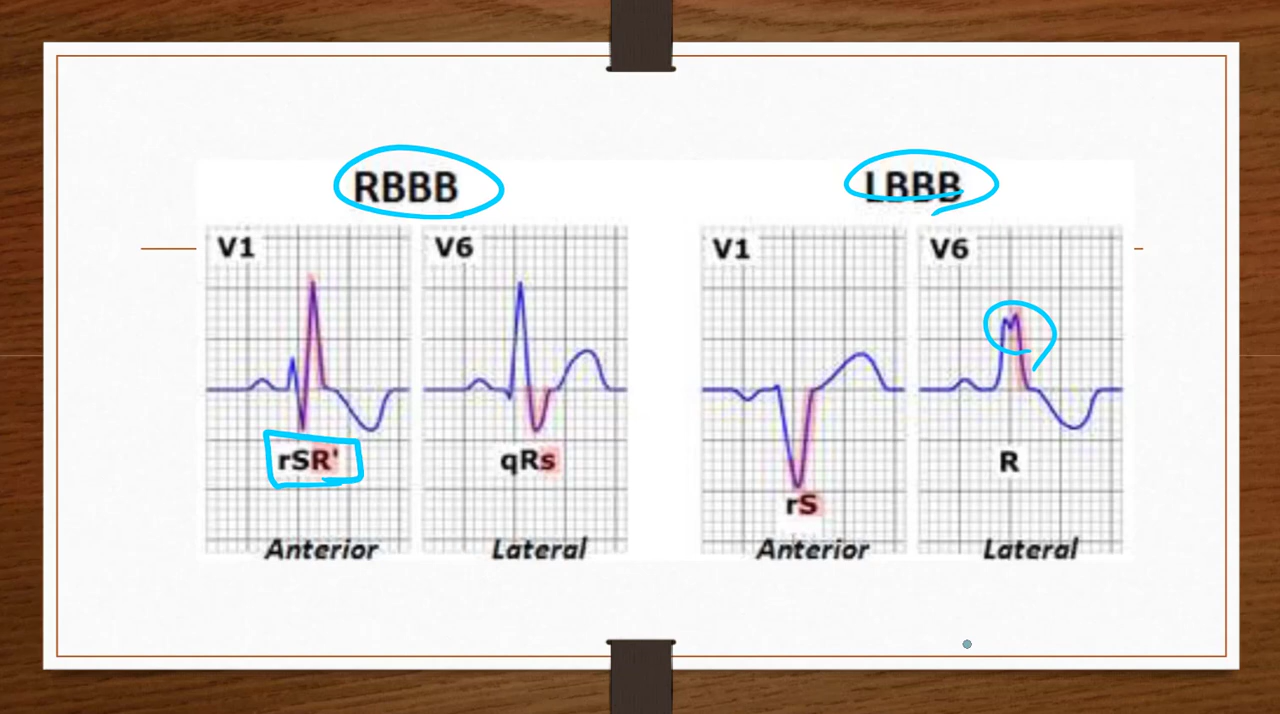 RBBB
LBBB
V1
V6
V1
V6
rSR'
qRs
rS
R
Anterior
Lateral
Anterior
Lateral